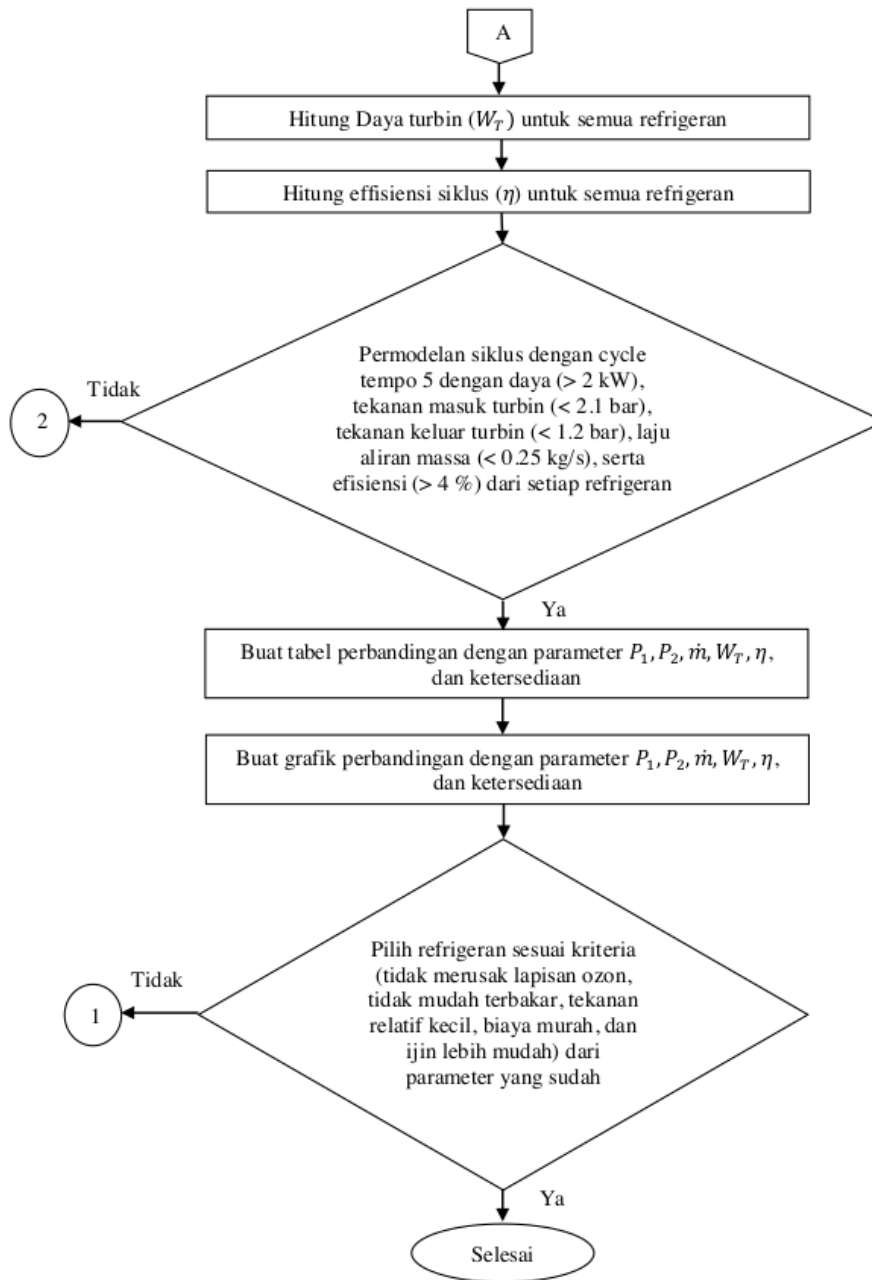 A
Hitung Daya turbin (W_T) untuk semua refrigeran
Hitung effisiensi siklus (η) untuk semua refrigeran
Permodelan siklus dengan cycle
tempo 5 dengan daya (> 2 kW),
tekanan masuk turbin (< 2.1 bar),
tekanan keluar turbin (< 1.2 bar), laju
aliran massa (< 0.25 kg/s), serta
efisiensi (> 4 %) dari setiap refrigeran
Tidak
2
Ya
Buat tabel perbandingan dengan parameter P₁, P₂, ṁ, W_T, η,
dan ketersediaan
Buat grafik perbandingan dengan parameter P₁, P₂, ṁ, W_T, η,
dan ketersediaan
Pilih refrigeran sesuai kriteria
(tidak merusak lapisan ozon,
tidak mudah terbakar, tekanan
relatif kecil, biaya murah, dan
ijin lebih mudah) dari
parameter yang sudah
Tidak
1
Ya
Selesai